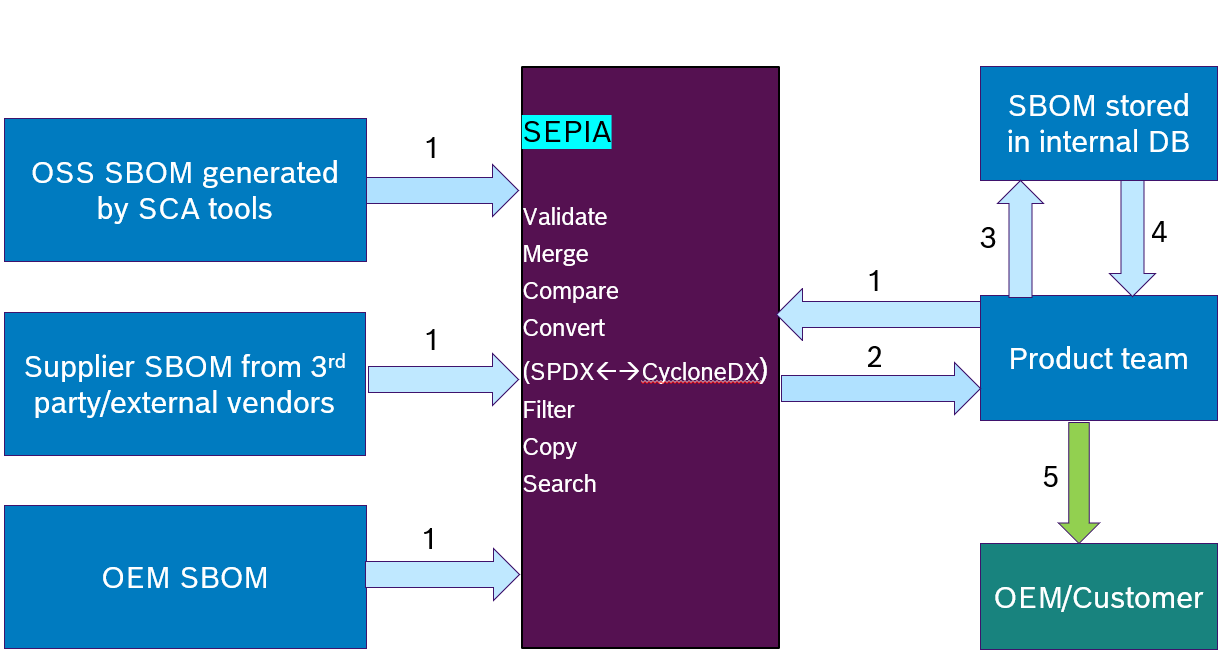 OSS SBOM generated
by SCA tools
1
Supplier SBOM from 3rd
party/external vendors
1
OEM SBOM
1
SEPIA
Validate
Merge
Compare
Convert
(SPDX←→CycloneDX)
Filter
Copy
Search
1
2
SBOM stored
in internal DB
3
4
Product team
5
OEM/Customer